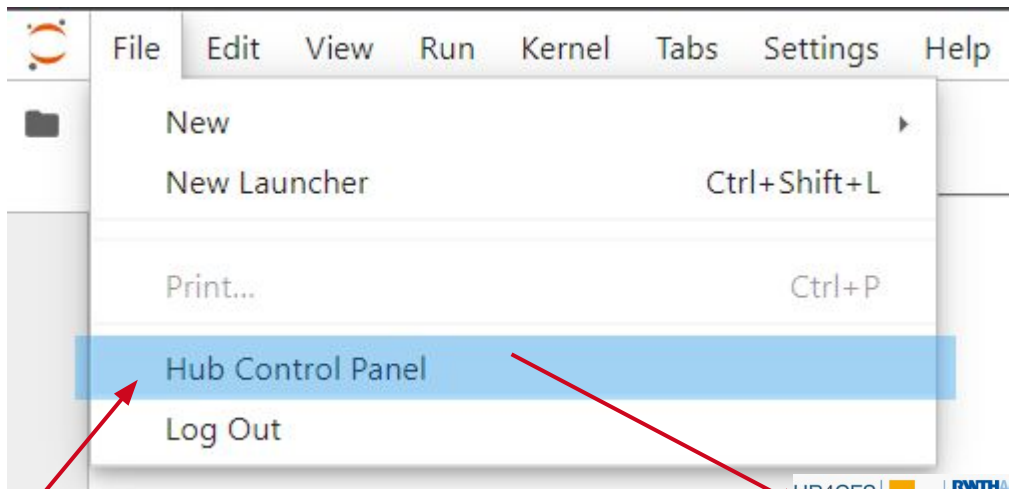 File Edit View Run Kernel Tabs Settings Help
New
New Launcher Ctrl+Shift+L
Print... Ctrl+P
Hub Control Panel
Log Out